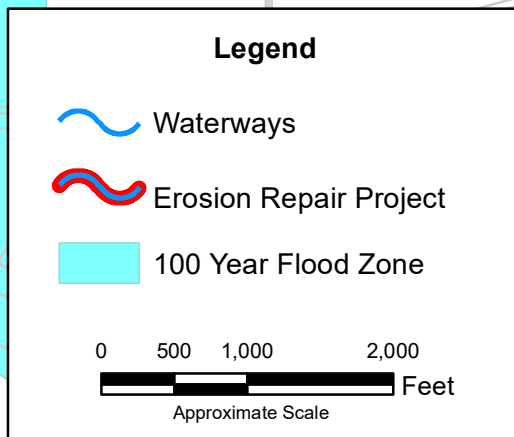 Legend
Waterways
Erosion Repair Project
100 Year Flood Zone
0 500 1,000 2,000
Feet
Approximate Scale